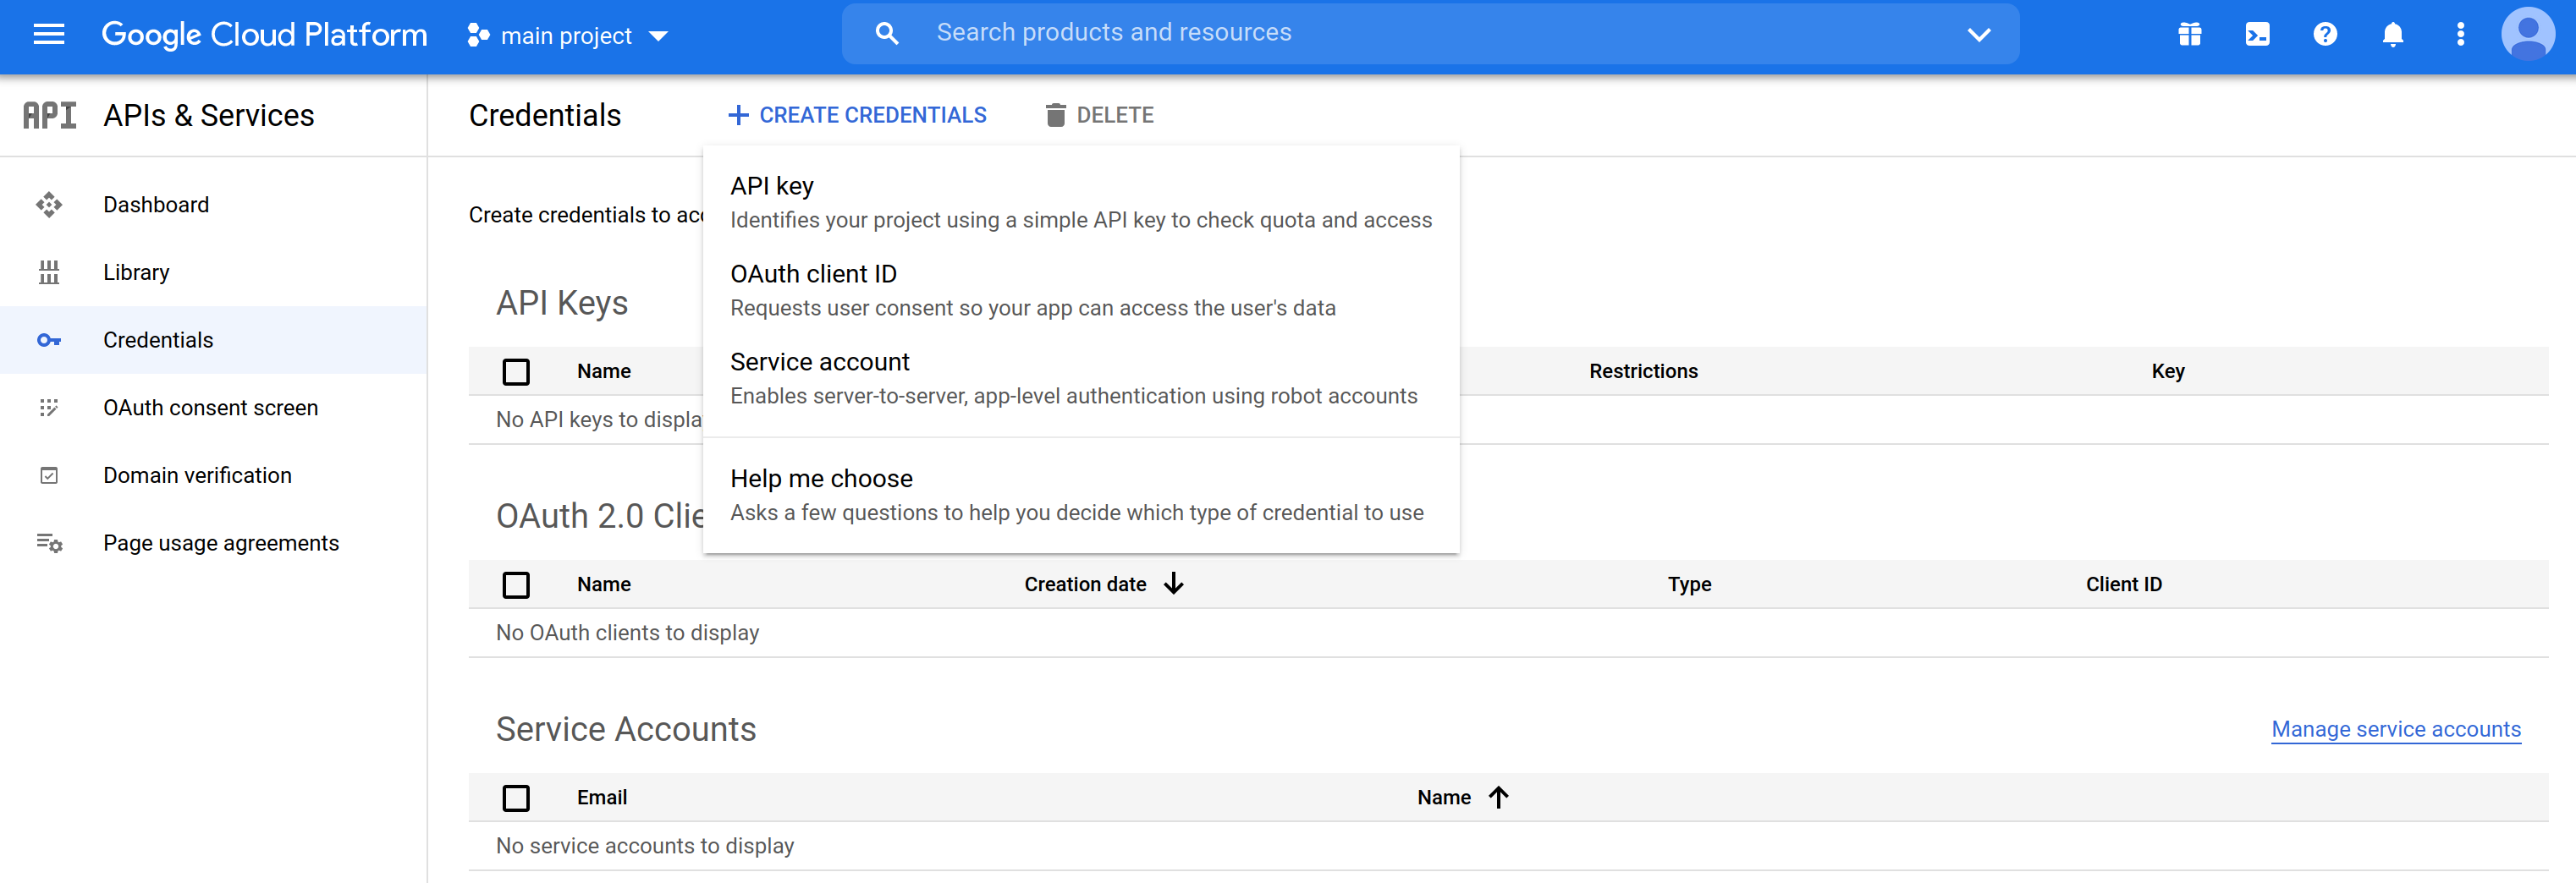 Google Cloud Platform
main project
Search products and resources
API
APIs & Services
Credentials
CREATE CREDENTIALS
DELETE
Dashboard
Library
Credentials
OAuth consent screen
Domain verification
Page usage agreements
Create credentials to acc
API key
Identifies your project using a simple API key to check quota and access
OAuth client ID
Requests user consent so your app can access the user's data
Service account
Enables server-to-server, app-level authentication using robot accounts
Help me choose
Asks a few questions to help you decide which type of credential to use
API Keys
Name Restrictions Key
No API keys to displa
OAuth 2.0 Clie
Name Creation date Type Client ID
No OAuth clients to display
Service Accounts
Manage service accounts
Email Name
No service accounts to display